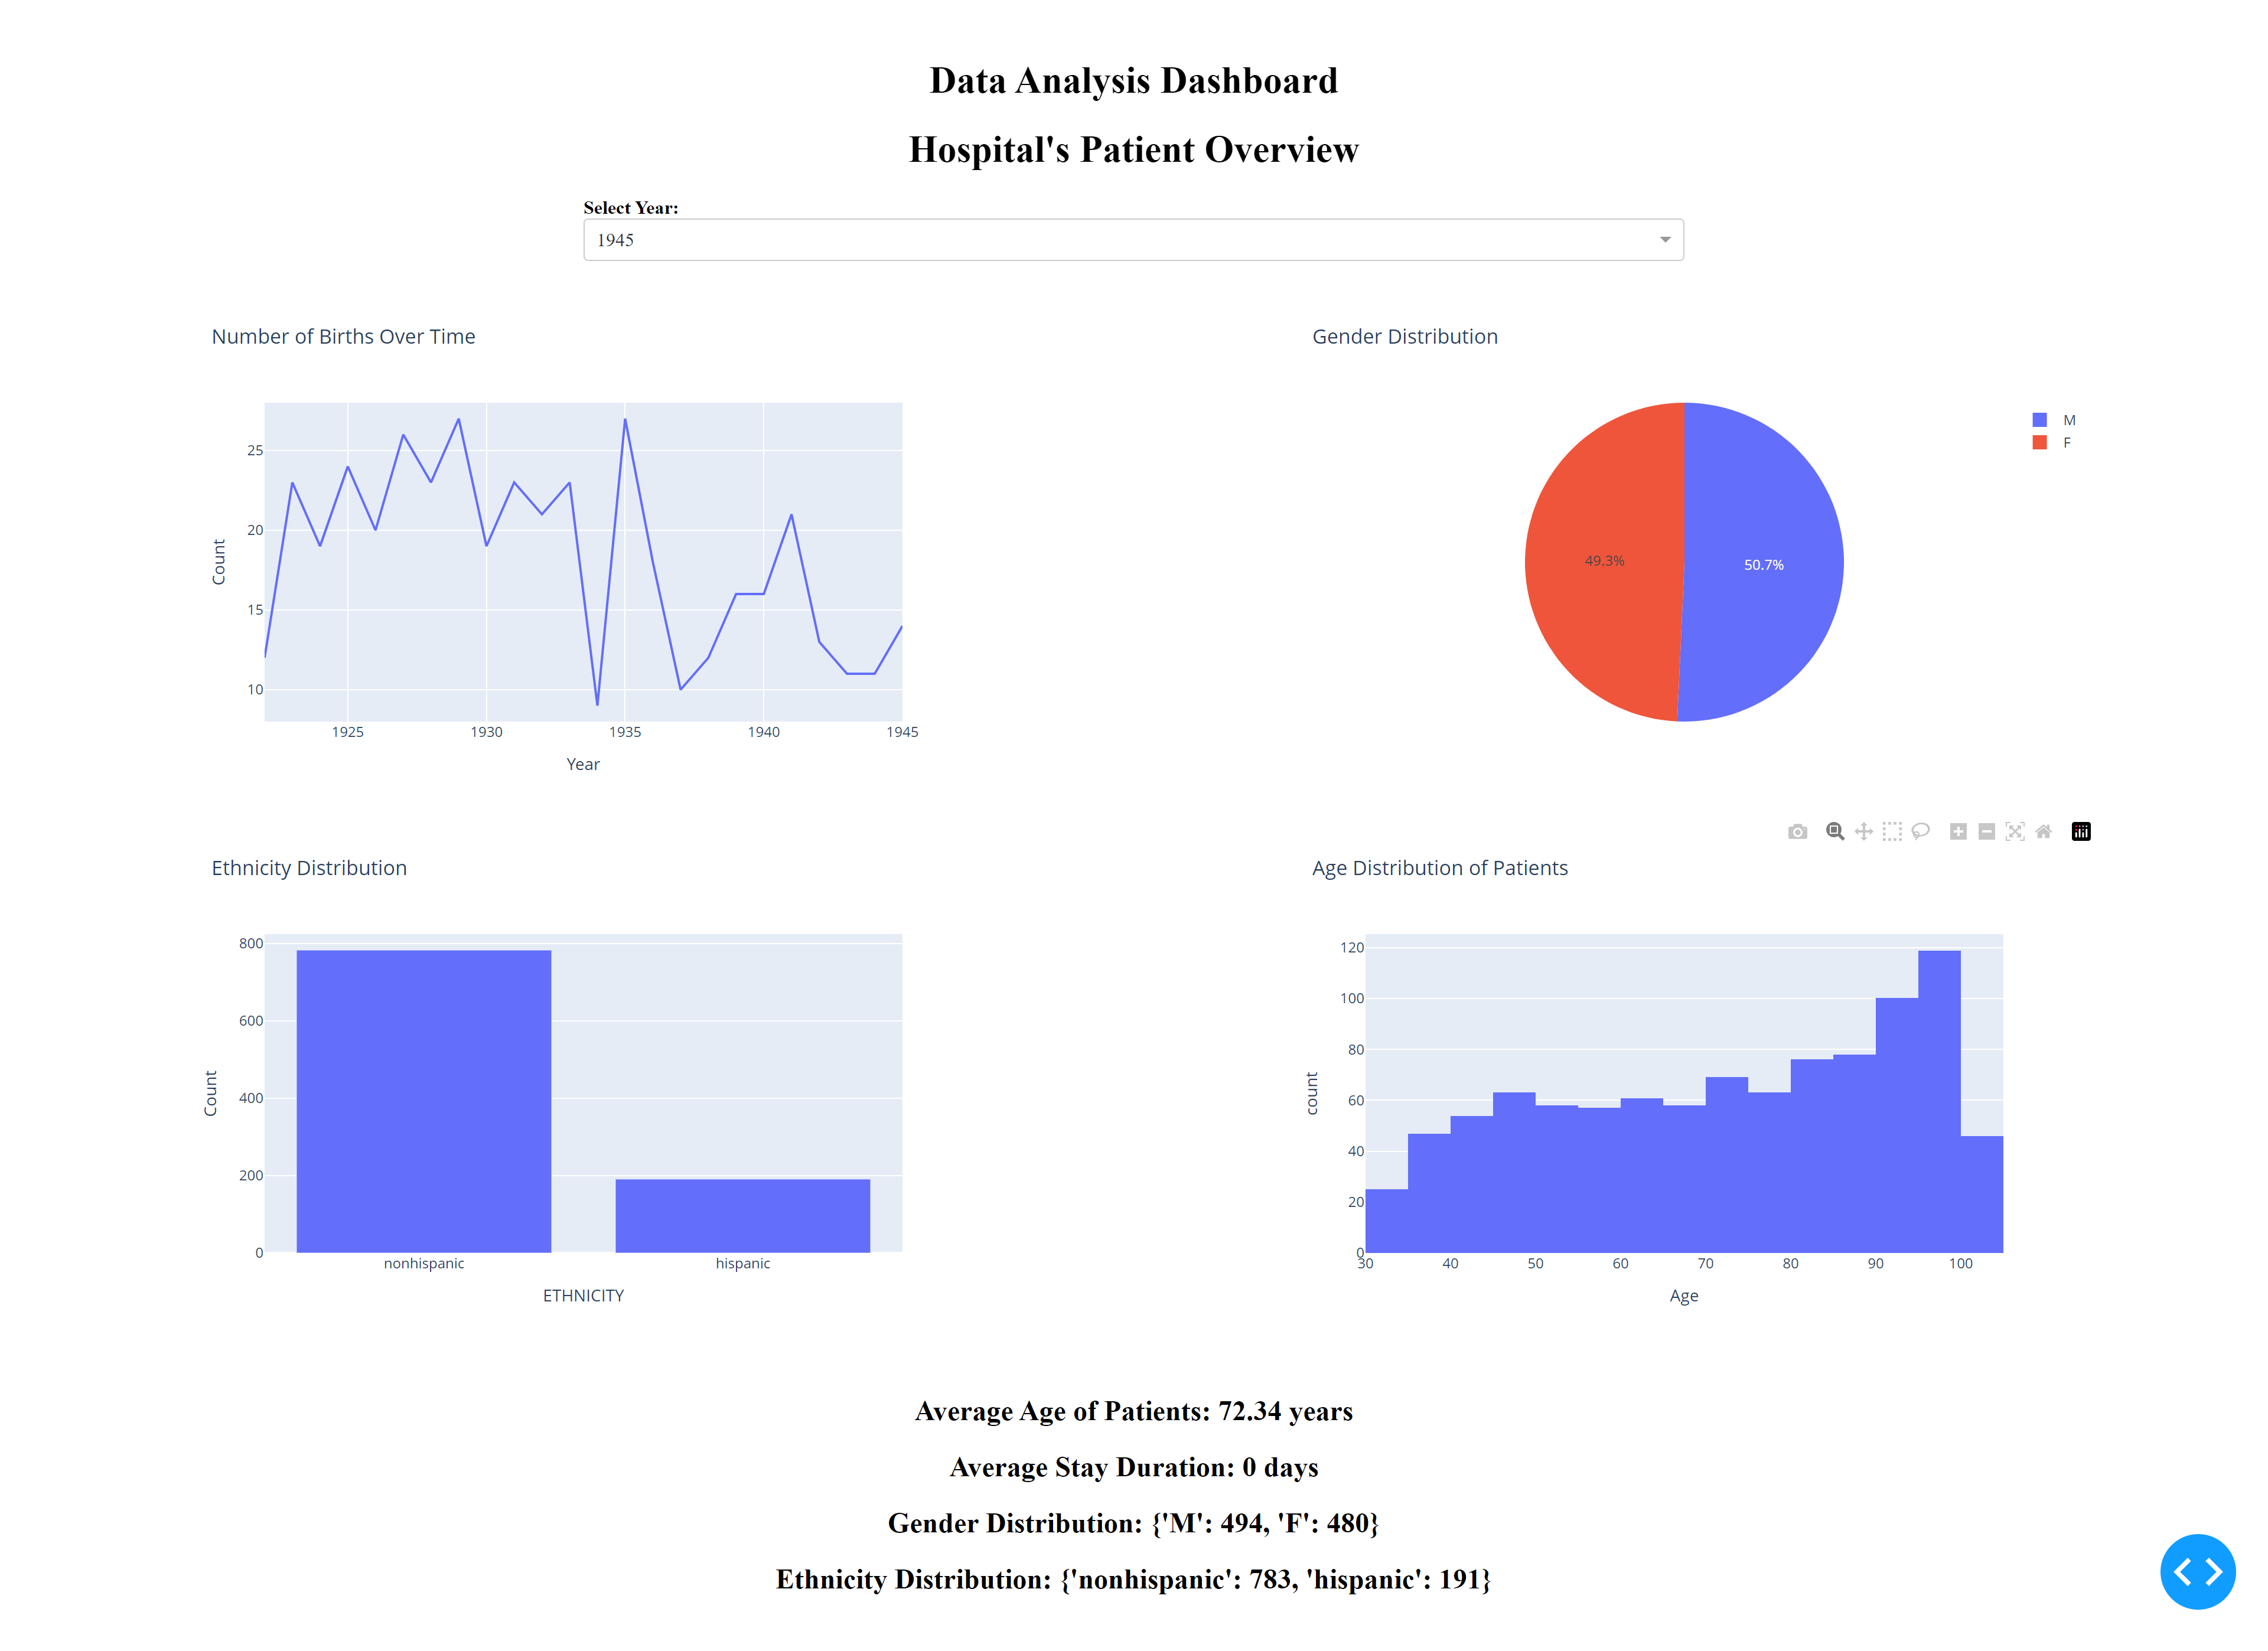 Data Analysis Dashboard
Hospital's Patient Overview
Select Year:
1945
Number of Births Over Time
25
20
15
10
Count
1925 1930 1935 1940 1945
Year
Gender Distribution
49.3%
50.7%
M
F
Ethnicity Distribution
800
600
400
200
0
Count
nonhispanic hispanic
ETHNICITY
Age Distribution of Patients
120
100
80
60
40
20
0
count
30 40 50 60 70 80 90 100
Age
Average Age of Patients: 72.34 years
Average Stay Duration: 0 days
Gender Distribution: {'M': 494, 'F': 480}
Ethnicity Distribution: {'nonhispanic': 783, 'hispanic': 191}